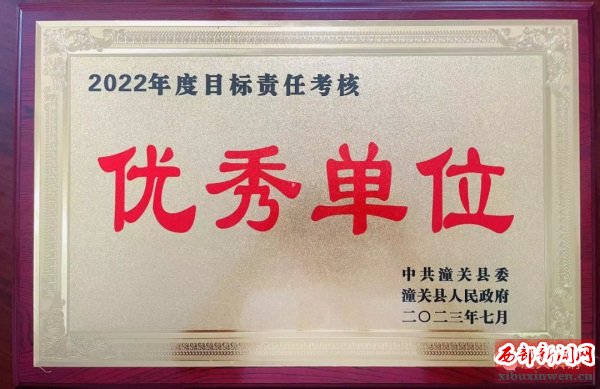 2022年度目标责任考核
优秀单位
中共潼关县委
潼关县人民政府
二〇二三年七月
西部新闻网
xibuxinwen.cn